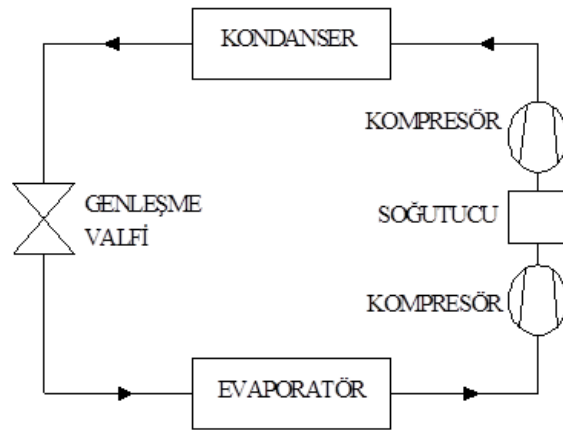 KONDANSER
KOMPRESÖR
GENLEŞME
VALFİ
SOĞUTUCU
KOMPRESÖR
EVAPORATÖR